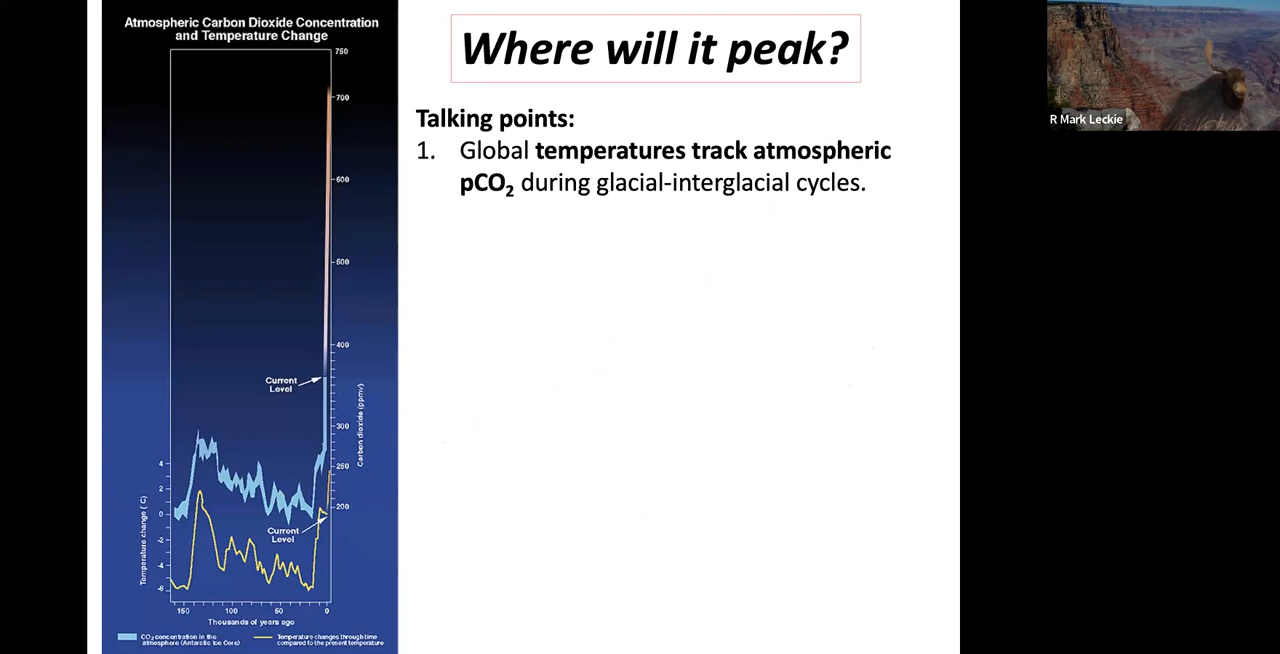 Atmospheric Carbon Dioxide Concentration
and Temperature Change
750
700
600
500
400
300
250
200
Carbon dioxide (ppmv)
Current
Level
4
2
0
-2
-4
-6
Temperature change (°C)
Current
Level
150
100
50
0
Thousands of years ago
CO2 concentration in the
atmosphere (Antarctic Ice Core)
Temperature changes through time
compared to the present temperature
Where will it peak?
Talking points:
1. Global temperatures track atmospheric
pCO2 during glacial-interglacial cycles.
R Mark Leckie